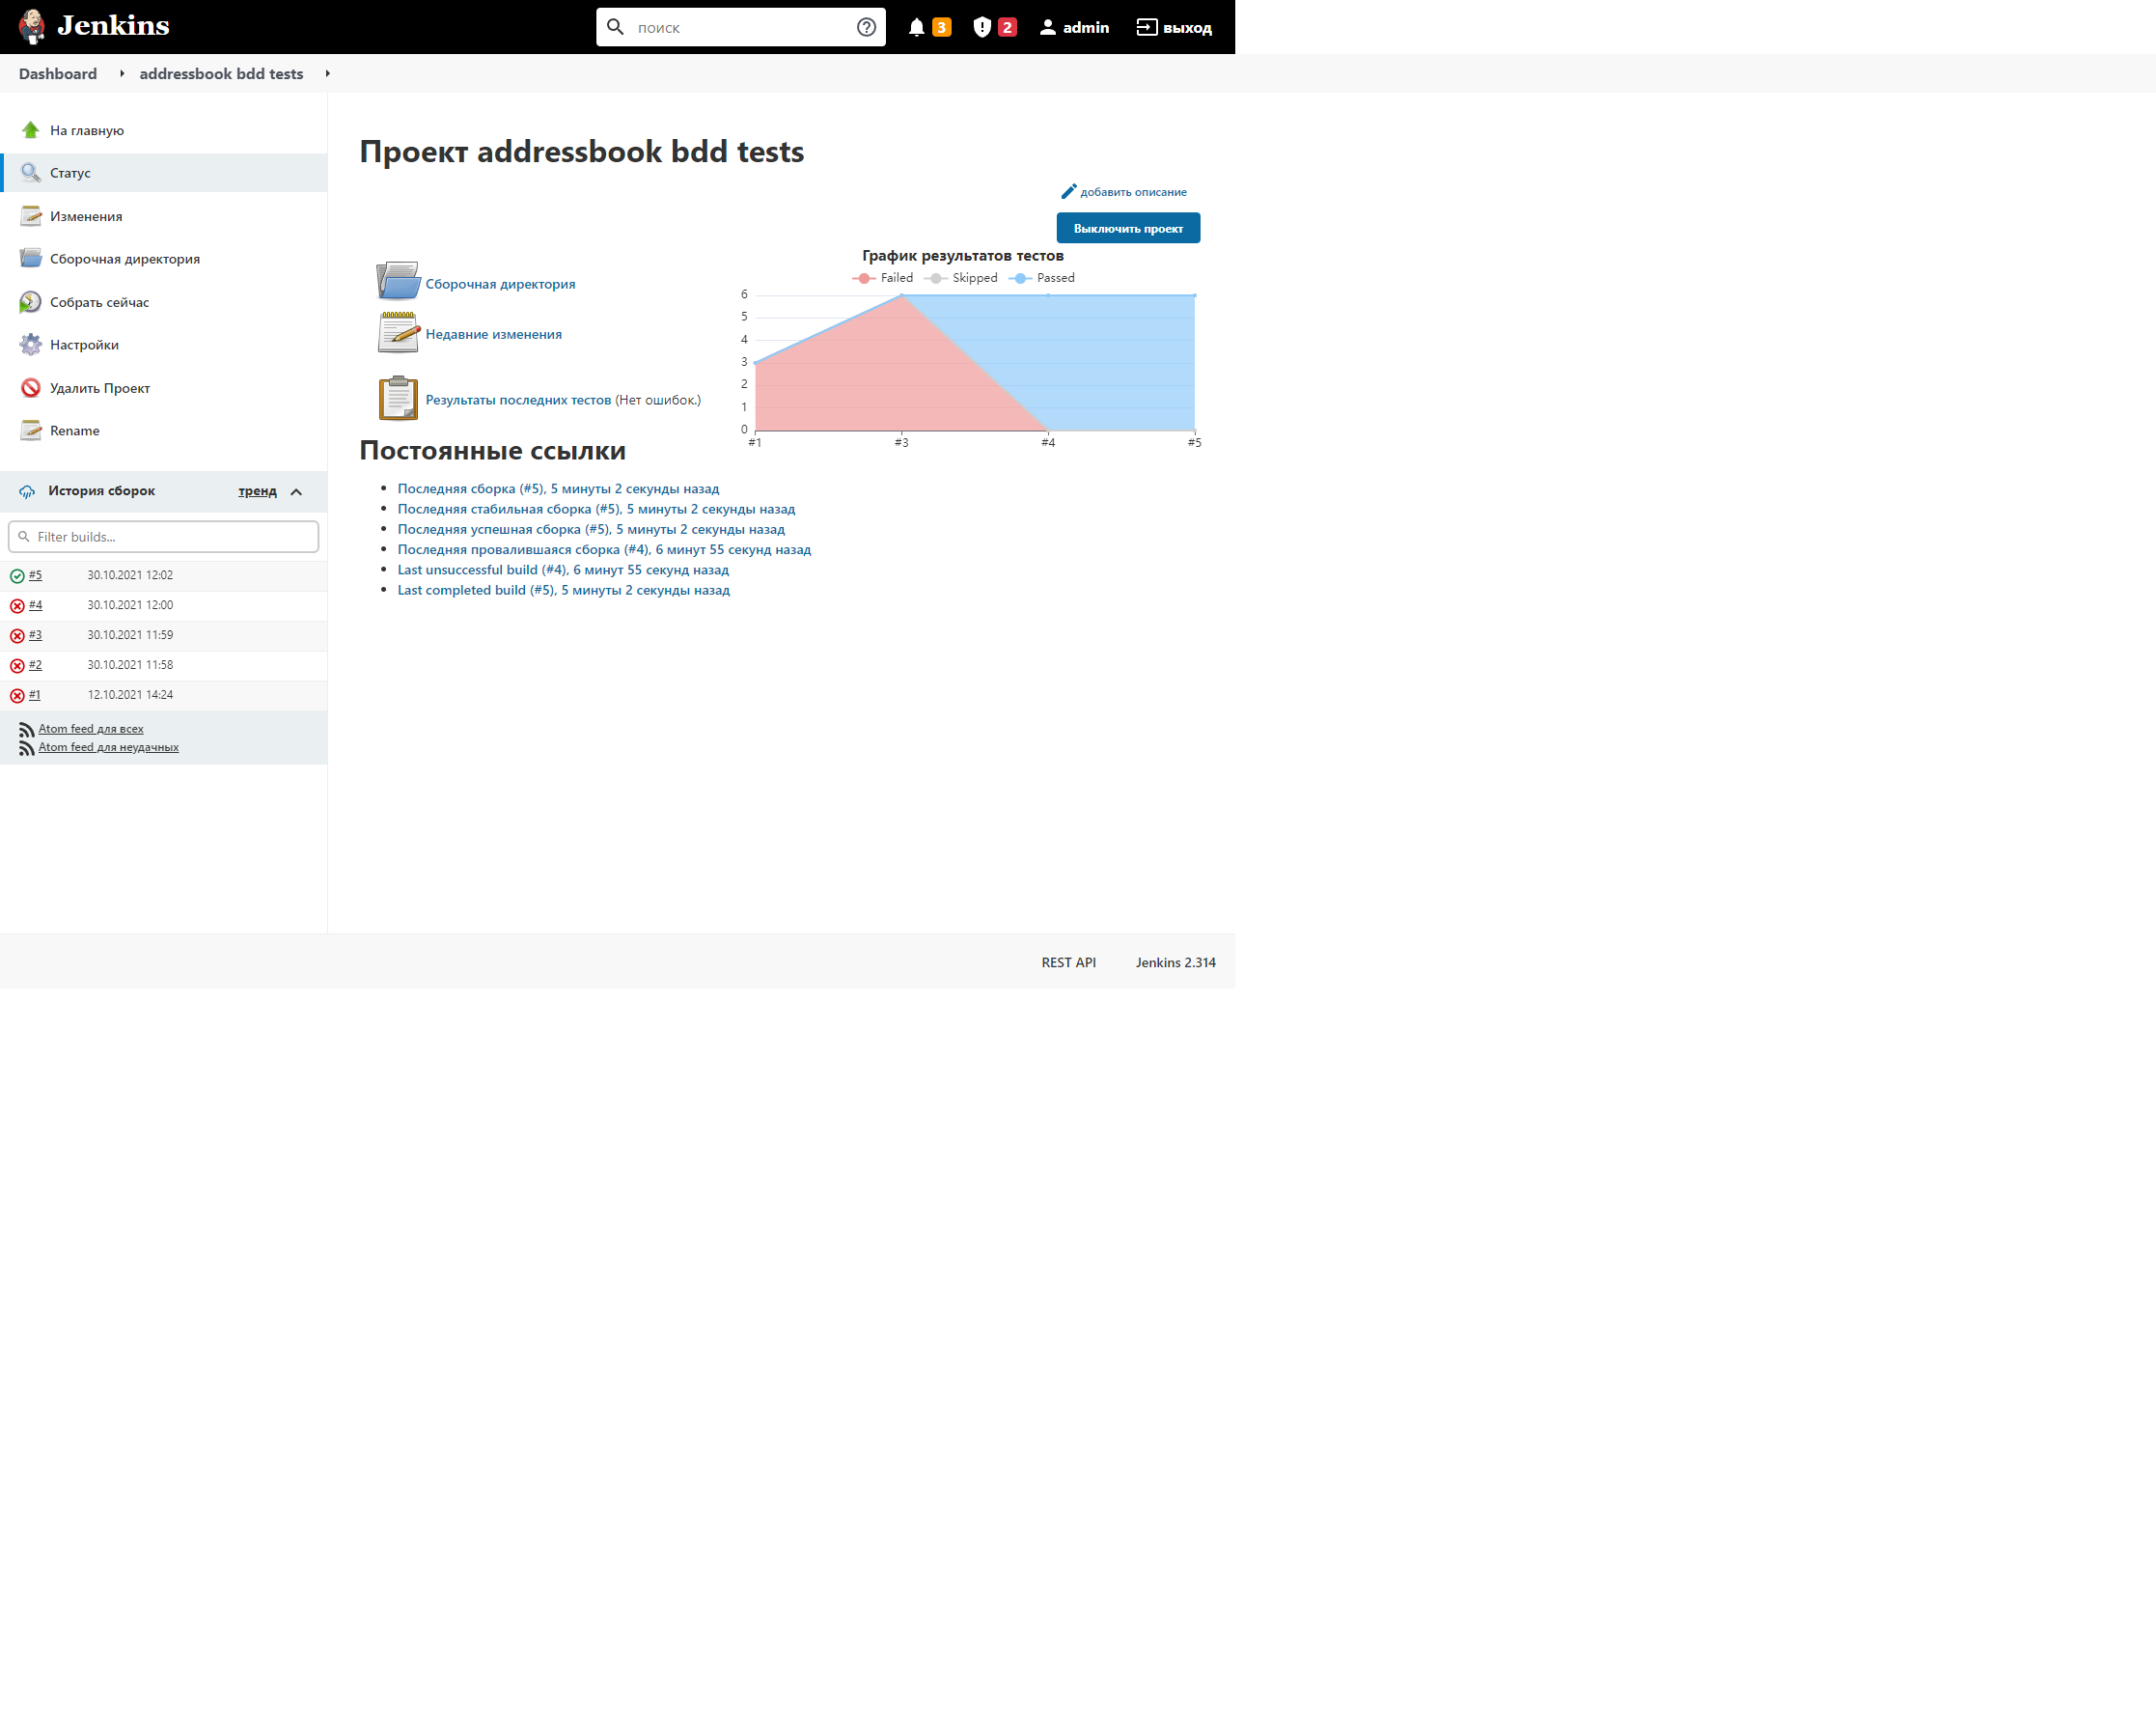 Jenkins
поиск
3
2
admin
выход
Dashboard
addressbook bdd tests
На главную
Статус
Изменения
Сборочная директория
Собрать сейчас
Настройки
Удалить Проект
Rename
История сборок
тренд
Filter builds...
#5 30.10.2021 12:02
#4 30.10.2021 12:00
#3 30.10.2021 11:59
#2 30.10.2021 11:58
#1 12.10.2021 14:24
Atom feed для всех
Atom feed для неудачных
Проект addressbook bdd tests
добавить описание
Выключить проект
Сборочная директория
Недавние изменения
Результаты последних тестов (Нет ошибок.)
График результатов тестов
Failed Skipped Passed
6
5
4
3
2
1
0
#1 #3 #4 #5
Постоянные ссылки
Последняя сборка (#5), 5 минуты 2 секунды назад
Последняя стабильная сборка (#5), 5 минуты 2 секунды назад
Последняя успешная сборка (#5), 5 минуты 2 секунды назад
Последняя провалившаяся сборка (#4), 6 минут 55 секунд назад
Last unsuccessful build (#4), 6 минут 55 секунд назад
Last completed build (#5), 5 минуты 2 секунды назад
REST API
Jenkins 2.314